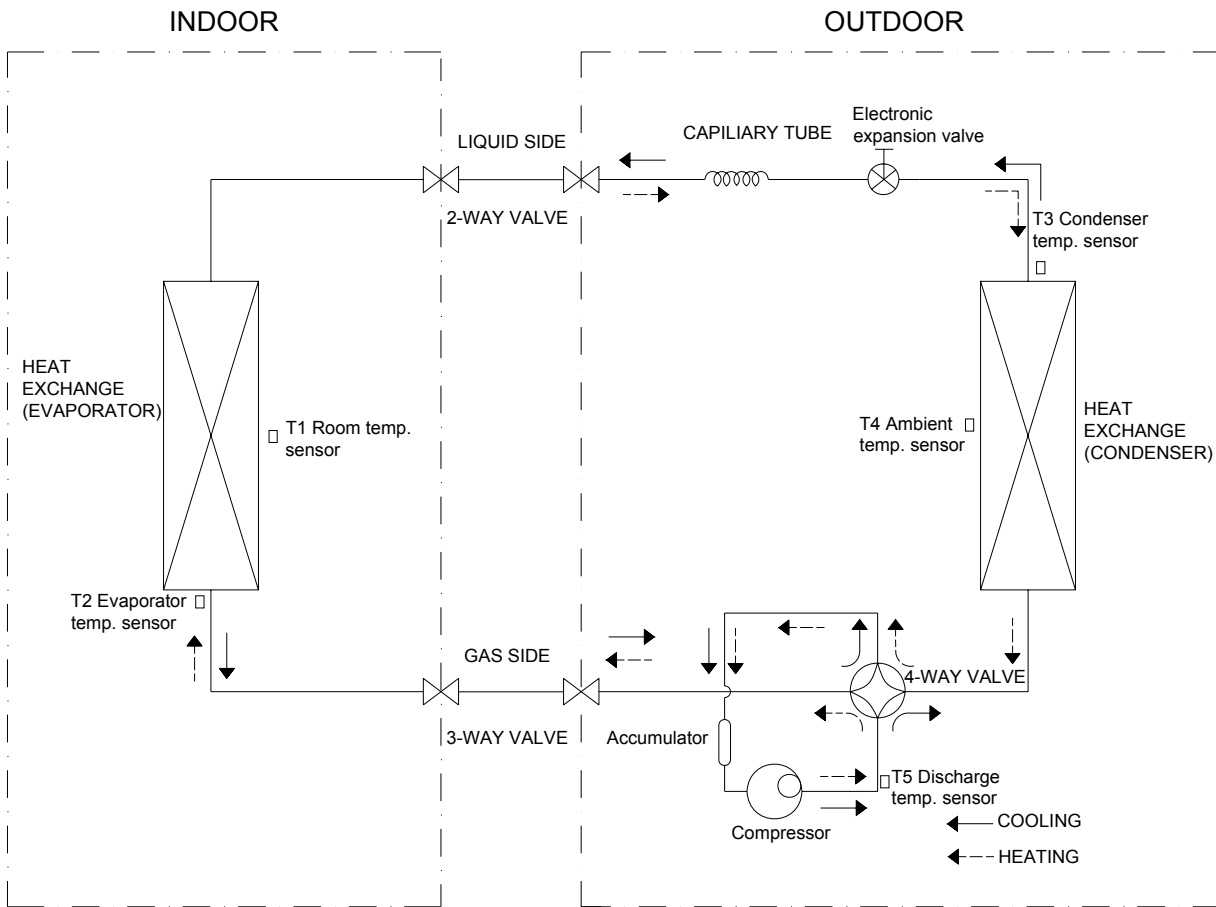 INDOOR
OUTDOOR
LIQUID SIDE
2-WAY VALVE
CAPILIARY TUBE
Electronic
expansion valve
T3 Condenser
temp. sensor
HEAT
EXCHANGE
(EVAPORATOR)
T1 Room temp.
sensor
T4 Ambient
temp. sensor
HEAT
EXCHANGE
(CONDENSER)
T2 Evaporator
temp. sensor
GAS SIDE
3-WAY VALVE
4-WAY VALVE
Accumulator
T5 Discharge
temp. sensor
Compressor
COOLING
HEATING